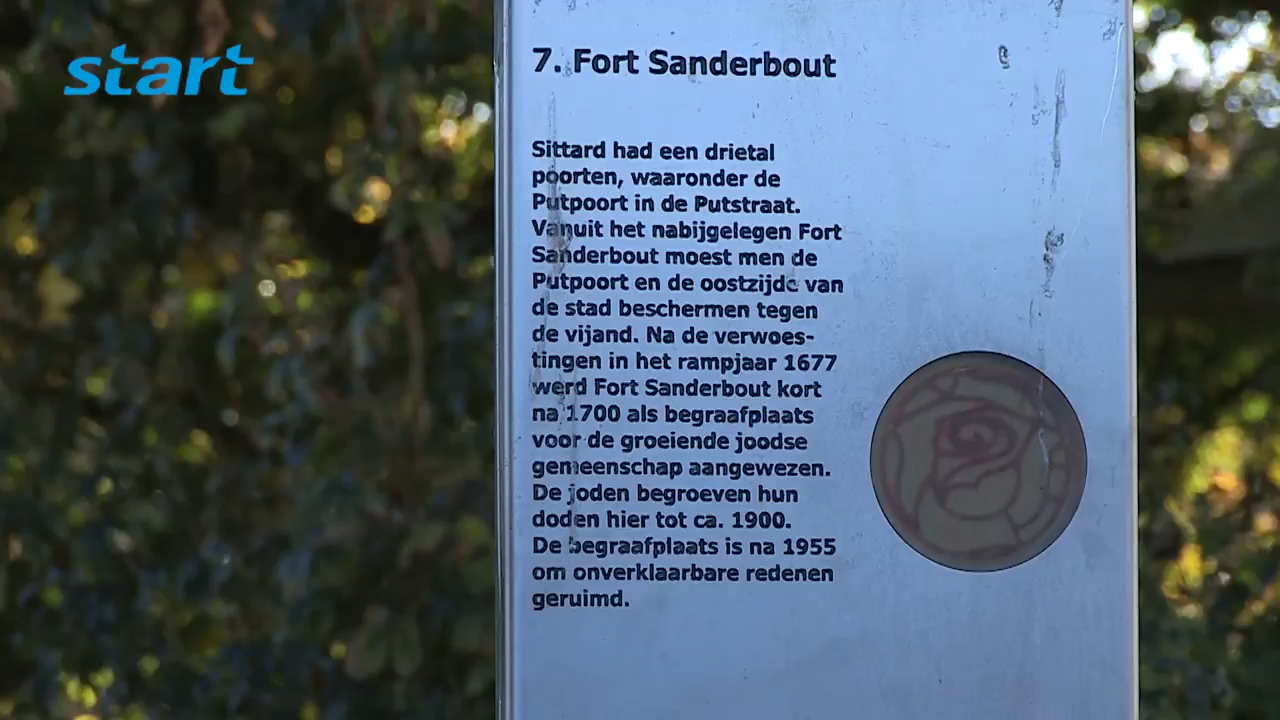 start
7. Fort Sanderbout
Sittard had een drietal
poorten, waaronder de
Putpoort in de Putstraat.
Vanuit het nabijgelegen Fort
Sanderbout moest men de
Putpoort en de oostzijde van
de stad beschermen tegen
de vijand. Na de verwoes-
tingen in het rampjaar 1677
werd Fort Sanderbout kort
na 1700 als begraafplaats
voor de groeiende joodse
gemeenschap aangewezen.
De joden begroeven hun
doden hier tot ca. 1900.
De begraafplaats is na 1955
om onverklaarbare redenen
geruimd.